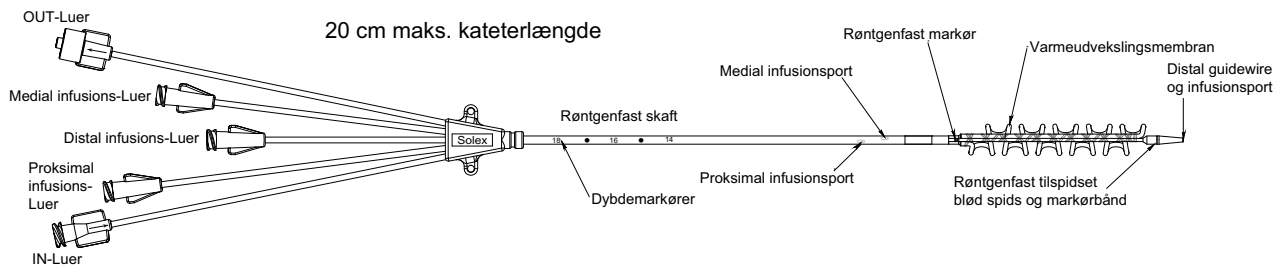 OUT-Luer
20 cm maks. kateterlængde
Røntgenfast markør
Varmeudvekslingsmembran
Distal guidewire
og infusionsport
Medial infusionsport
Medial infusions-Luer
Røntgenfast skaft
Distal infusions-Luer
Solex
18 16 14
Proksimal
infusions-
Luer
Dybdemarkører
Proksimal infusionsport
Røntgenfast tilspidset
blød spids og markørbånd
IN-Luer